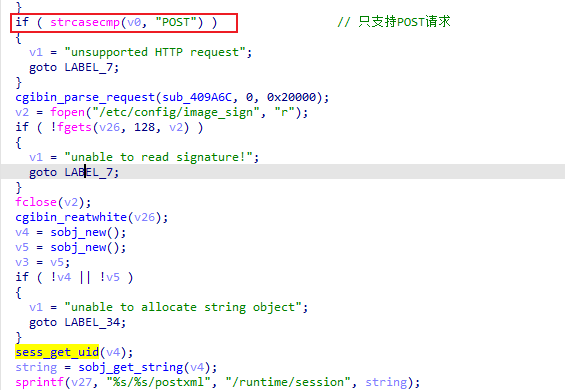 }
if ( strcasecmp(v0, "POST") ) // 只支持POST请求
{
v1 = "unsupported HTTP request";
goto LABEL_7;
}
cgibin_parse_request(sub_409A6C, 0, 0x20000);
v2 = fopen("/etc/config/image_sign", "r");
if ( !fgets(v26, 128, v2) )
{
v1 = "unable to read signature!";
goto LABEL_7;
}
fclose(v2);
cgibin_reatwhite(v26);
v4 = sobj_new();
v5 = sobj_new();
v3 = v5;
if ( !v4 || !v5 )
{
v1 = "unable to allocate string object";
goto LABEL_34;
}
sess_get_uid(v4);
string = sobj_get_string(v4);
sprintf(v27, "%s/%s/postxml", "/runtime/session", string);